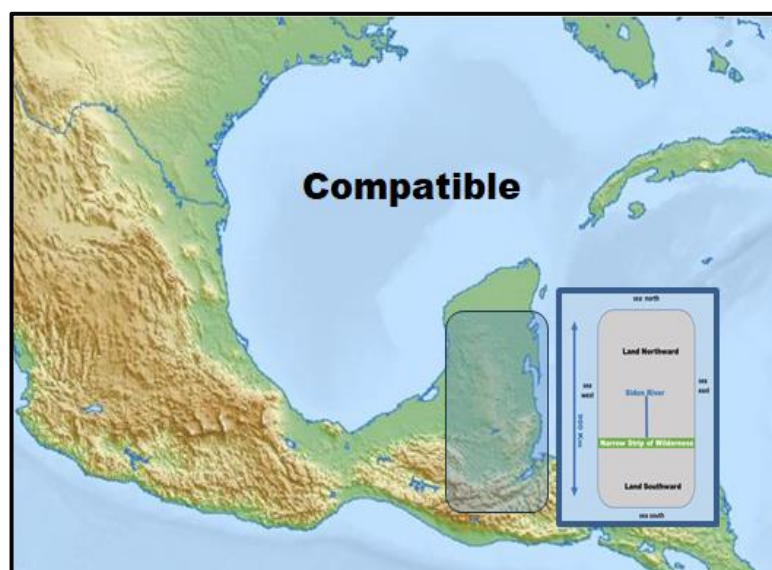 Compatible
sea north
Land Northward
sea
west
Sidon River
sea
east
Narrow Strip of Wilderness
Land Southward
sea south